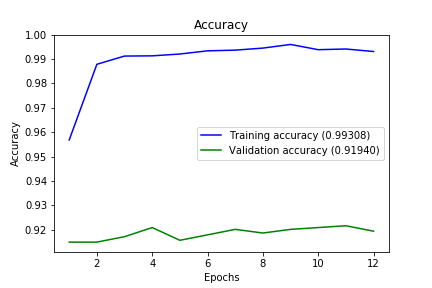 Accuracy
1.00
0.99
0.98
0.97
0.96
0.95
0.94
0.93
0.92
Accuracy
Training accuracy (0.99308)
Validation accuracy (0.91940)
2 4 6 8 10 12
Epochs